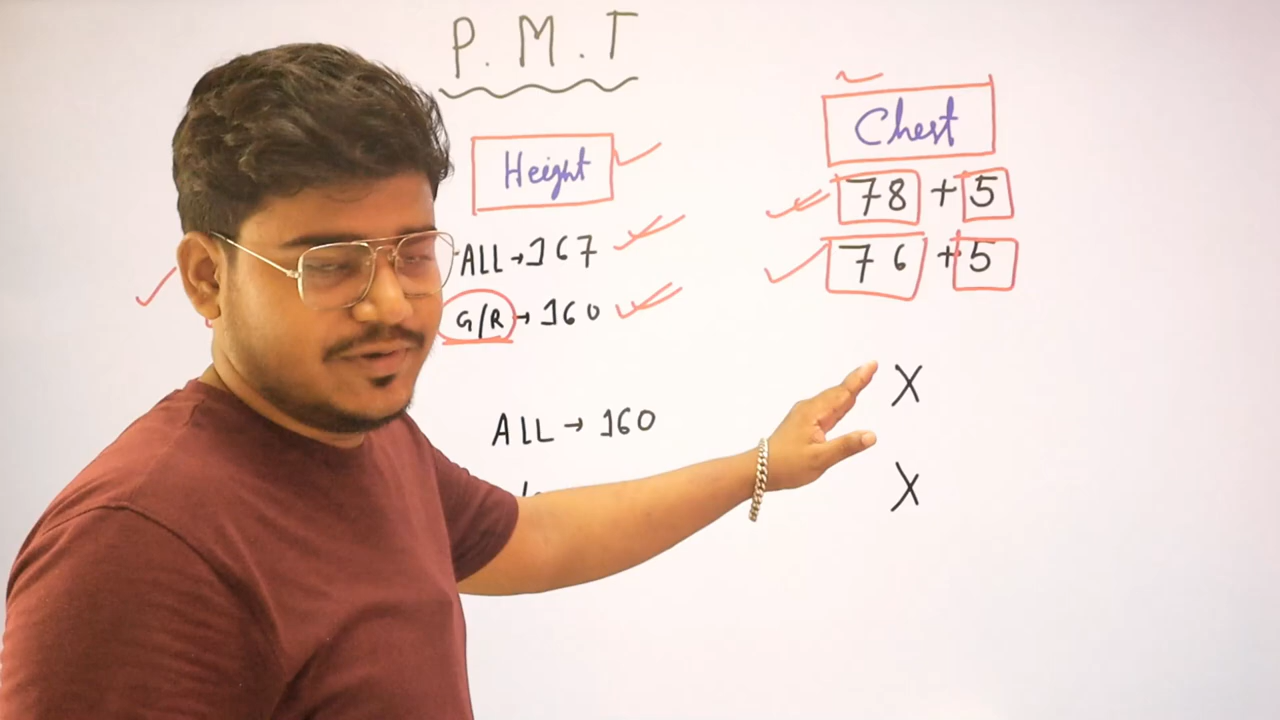 P.M.T
Height
Chest
ALL→167
78+5
G/R→160
76+5
ALL→160
X
X